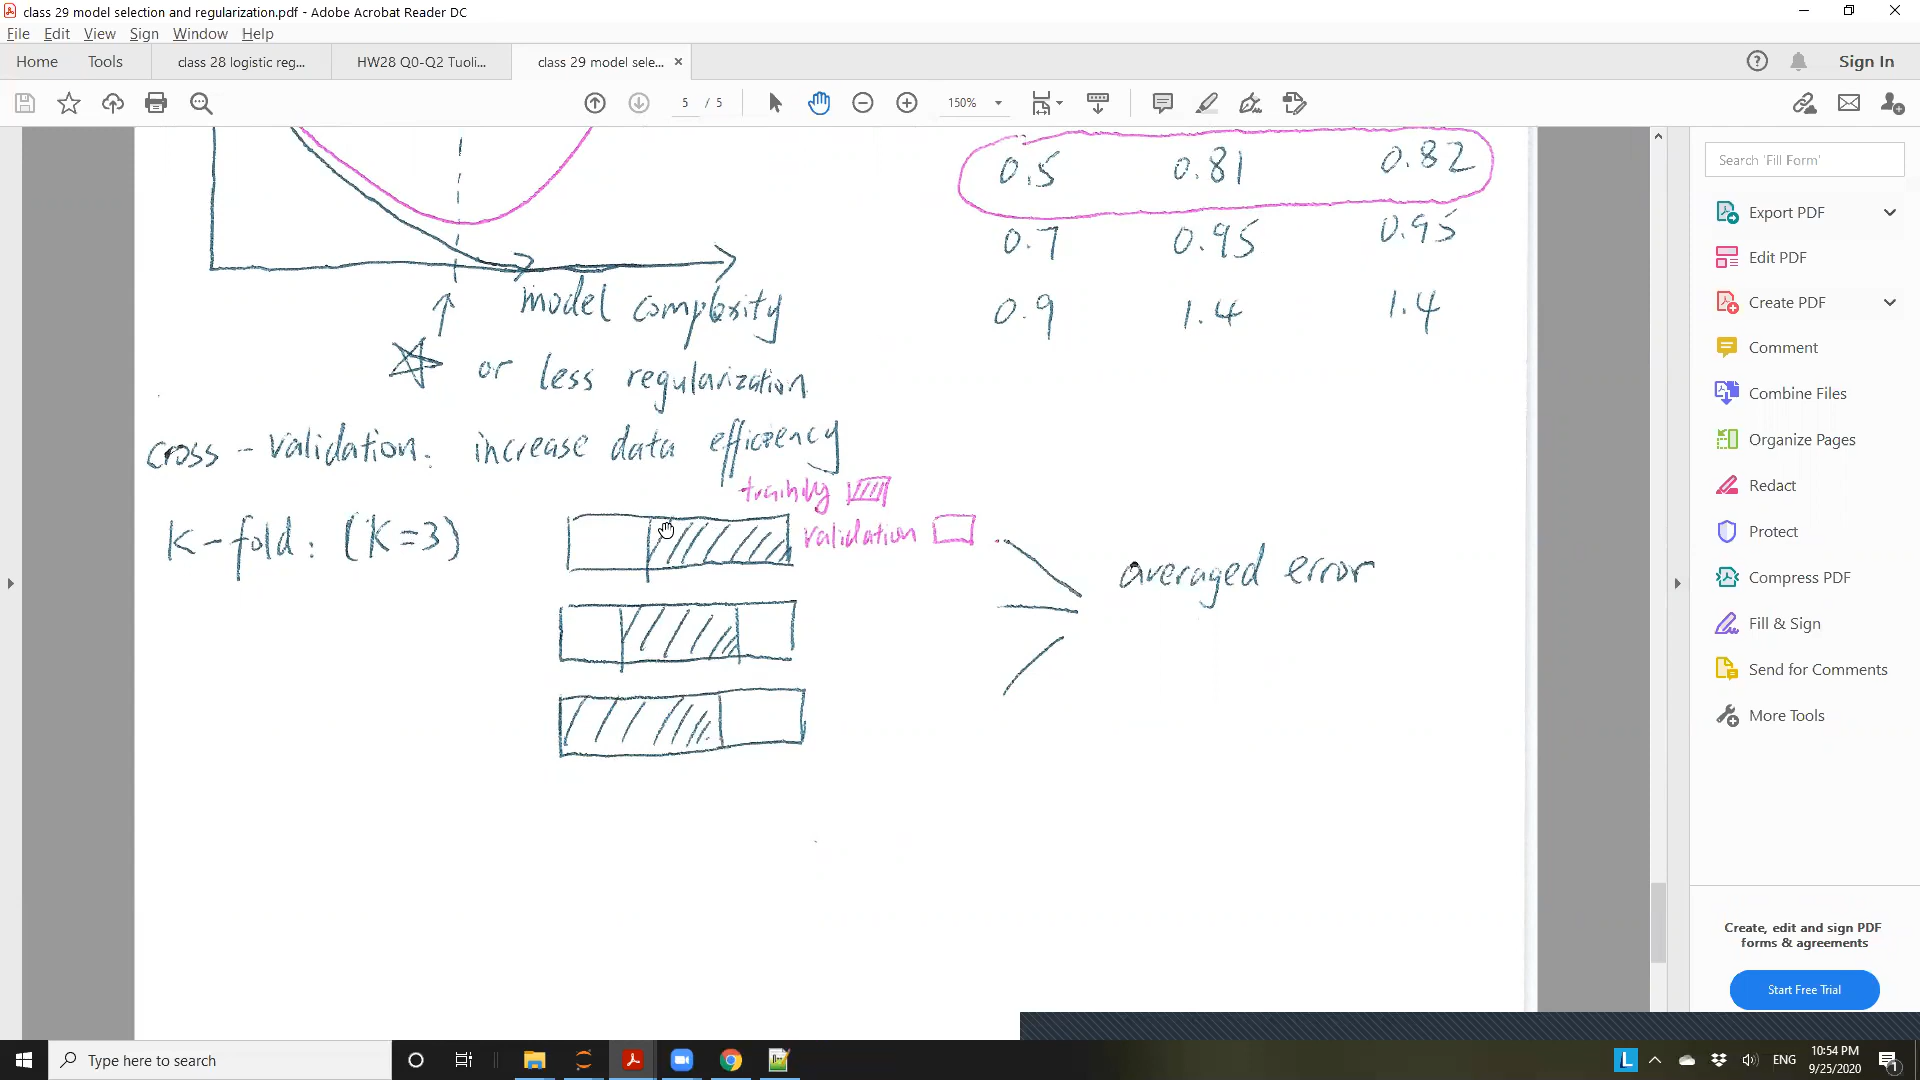 class 29 model selection and regularization.pdf - Adobe Acrobat Reader DC
File Edit View Sign Window Help
Home Tools class 28 logistic reg... HW28 Q0-Q2 Tuoli... class 29 model sele... × Sign In
5 / 5 150%
0.5 0.81 0.82
0.7 0.95 0.95
0.9 1.4 1.4
model complexity
or less regularization
cross-validation: increase data efficiency
training
validation
K-fold: (K=3)
averaged error
Search 'Fill Form'
Export PDF
Edit PDF
Create PDF
Comment
Combine Files
Organize Pages
Redact
Protect
Compress PDF
Fill & Sign
Send for Comments
More Tools
Create, edit and sign PDF
forms & agreements
Start Free Trial
Type here to search
L
ENG
10:54 PM
9/25/2020
1